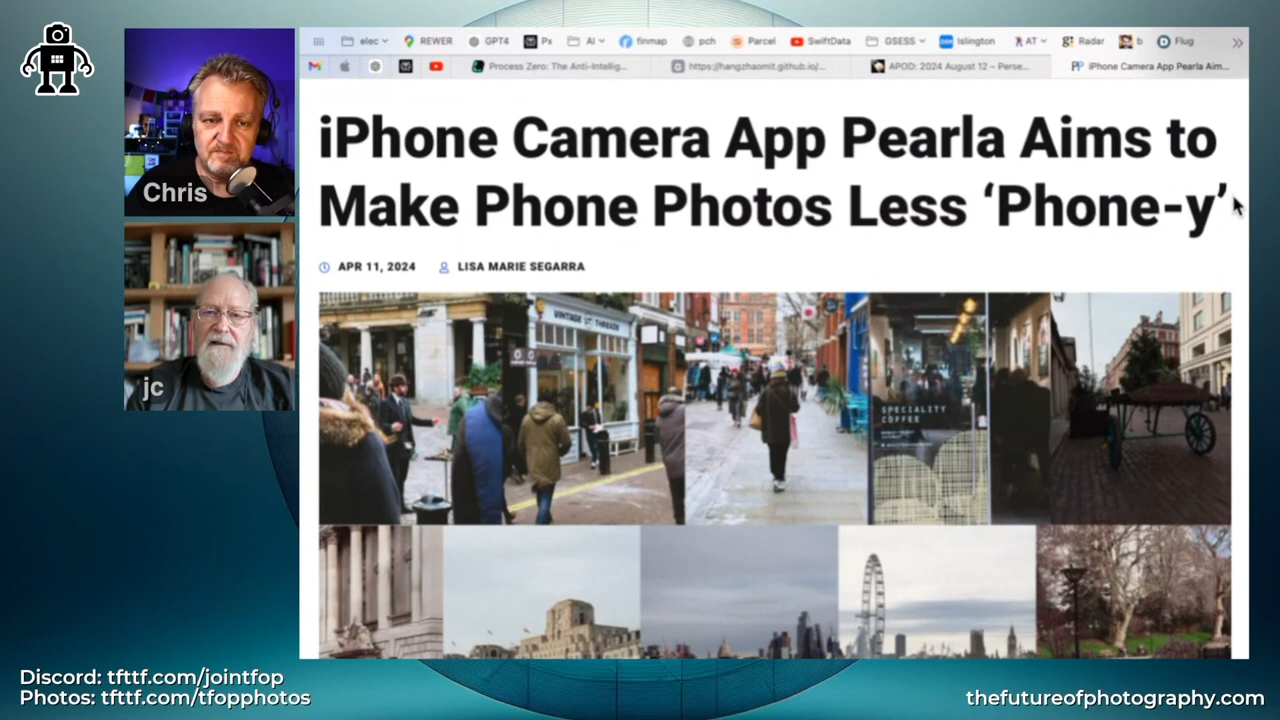 elec
REWER
GPT4
Px
AI
finmap
pch
Parcel
SwiftData
GSESS
Islington
AT
Radar
b
Flug
Process Zero: The Anti-Intellig...
https://hangzhaomit.github.io/...
APOD: 2024 August 12 – Perse...
iPhone Camera App Pearla Aim...
iPhone Camera App Pearla Aims to
Make Phone Photos Less ‘Phone-y’
APR 11, 2024 LISA MARIE SEGARRA
VINTAGE THREADS
SPECIALITY
COFFEE
Chris
jc
Discord: tfttf.com/jointfop
Photos: tfttf.com/tfopphotos
thefutureofphotography.com